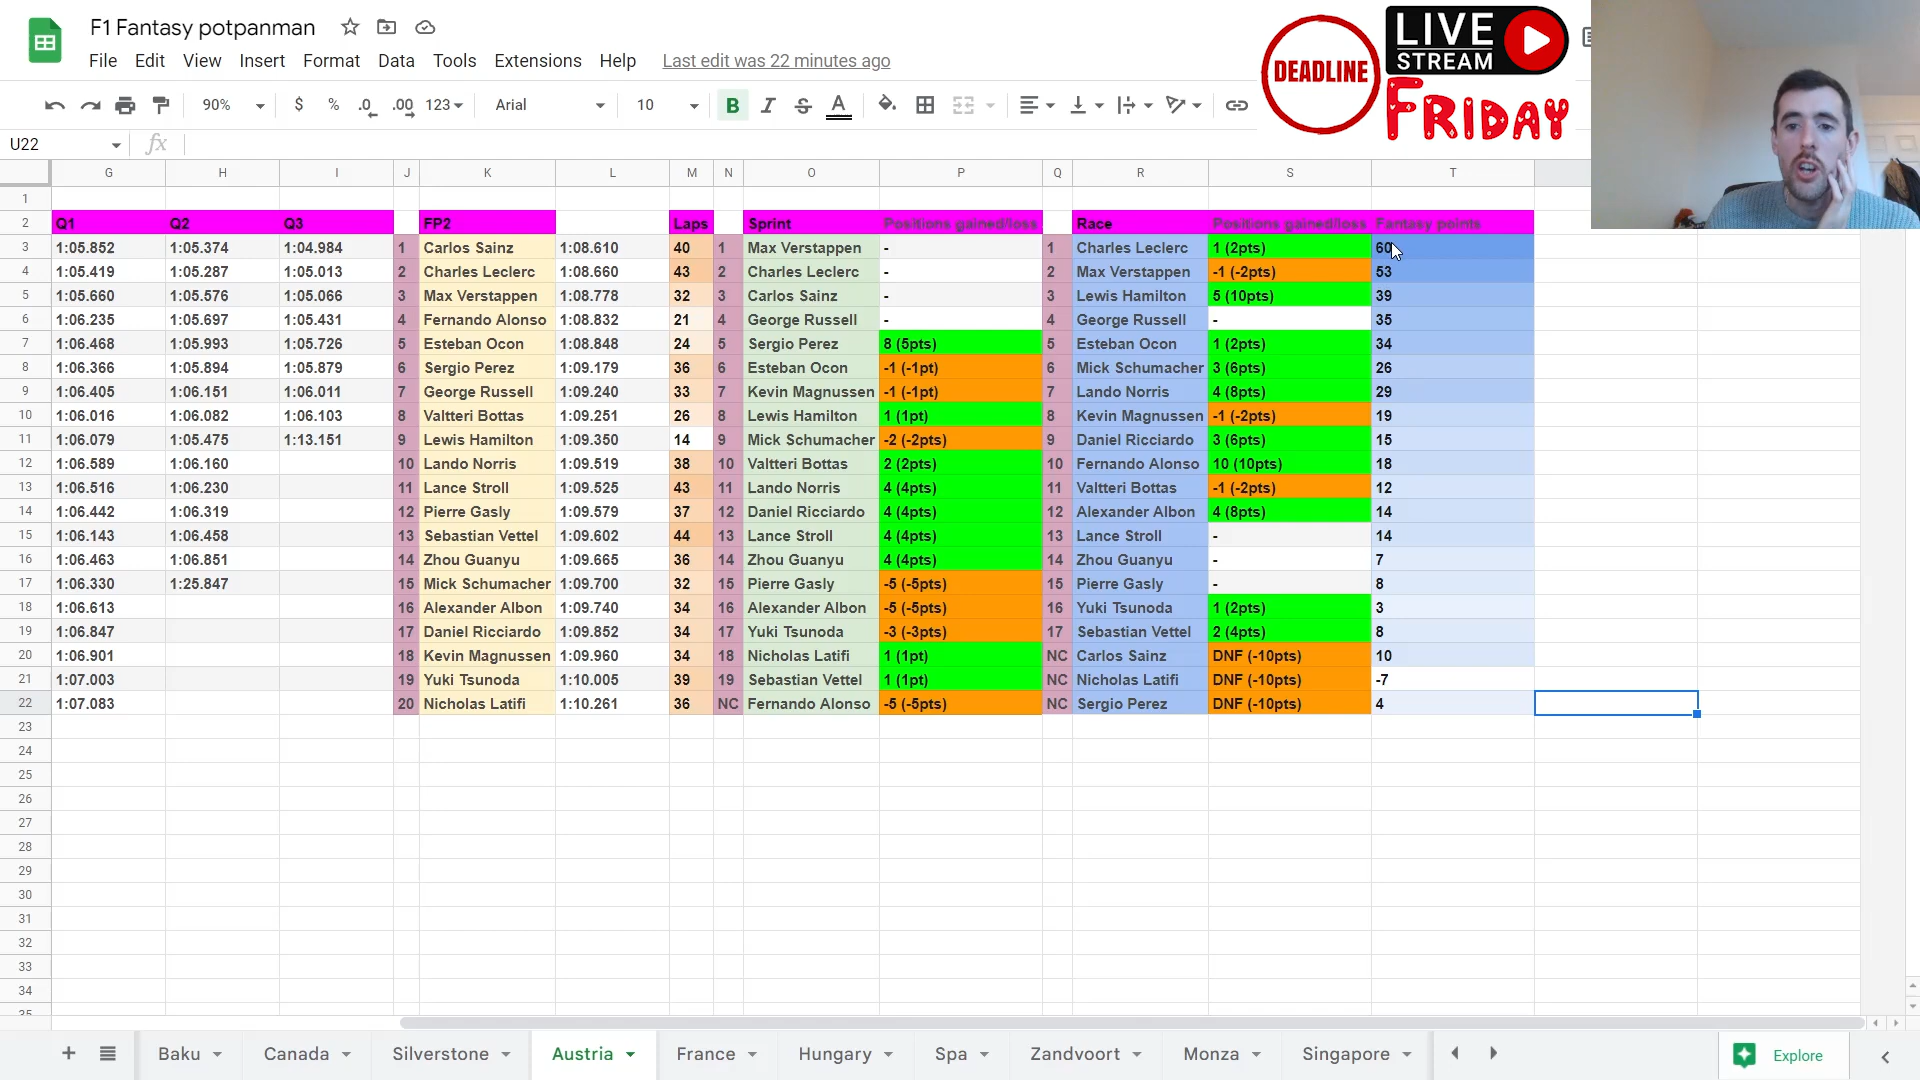 F1 Fantasy potpanman
File Edit View Insert Format Data Tools Extensions Help Last edit was 22 minutes ago
DEADLINE
LIVE
STREAM
FRIDAY
90% $ % .0 .00 123 Arial 10 B I S A
U22 fx
G H I J K L M N O P Q R S T
1
2 Q1 Q2 Q3 FP2 Laps Sprint Positions gained/loss Race Positions gained/loss Fantasy points
3 1:05.852 1:05.374 1:04.984 1 Carlos Sainz 1:08.610 40 1 Max Verstappen - 1 Charles Leclerc 1 (2pts) 60
4 1:05.419 1:05.287 1:05.013 2 Charles Leclerc 1:08.660 43 2 Charles Leclerc - 2 Max Verstappen -1 (-2pts) 53
5 1:05.660 1:05.576 1:05.066 3 Max Verstappen 1:08.778 32 3 Carlos Sainz - 3 Lewis Hamilton 5 (10pts) 39
6 1:06.235 1:05.697 1:05.431 4 Fernando Alonso 1:08.832 21 4 George Russell - 4 George Russell - 35
7 1:06.468 1:05.993 1:05.726 5 Esteban Ocon 1:08.848 24 5 Sergio Perez 8 (5pts) 5 Esteban Ocon 1 (2pts) 34
8 1:06.366 1:05.894 1:05.879 6 Sergio Perez 1:09.179 36 6 Esteban Ocon -1 (-1pt) 6 Mick Schumacher 3 (6pts) 26
9 1:06.405 1:06.151 1:06.011 7 George Russell 1:09.240 33 7 Kevin Magnussen -1 (-1pt) 7 Lando Norris 4 (8pts) 29
10 1:06.016 1:06.082 1:06.103 8 Valtteri Bottas 1:09.251 26 8 Lewis Hamilton 1 (1pt) 8 Kevin Magnussen -1 (-2pts) 19
11 1:06.079 1:05.475 1:13.151 9 Lewis Hamilton 1:09.350 14 9 Mick Schumacher -2 (-2pts) 9 Daniel Ricciardo 3 (6pts) 15
12 1:06.589 1:06.160 10 Lando Norris 1:09.519 38 10 Valtteri Bottas 2 (2pts) 10 Fernando Alonso 10 (10pts) 18
13 1:06.516 1:06.230 11 Lance Stroll 1:09.525 43 11 Lando Norris 4 (4pts) 11 Valtteri Bottas -1 (-2pts) 12
14 1:06.442 1:06.319 12 Pierre Gasly 1:09.579 37 12 Daniel Ricciardo 4 (4pts) 12 Alexander Albon 4 (8pts) 14
15 1:06.143 1:06.458 13 Sebastian Vettel 1:09.602 44 13 Lance Stroll 4 (4pts) 13 Lance Stroll - 14
16 1:06.463 1:06.851 14 Zhou Guanyu 1:09.665 36 14 Zhou Guanyu 4 (4pts) 14 Zhou Guanyu - 7
17 1:06.330 1:25.847 15 Mick Schumacher 1:09.700 32 15 Pierre Gasly -5 (-5pts) 15 Pierre Gasly - 8
18 1:06.613 16 Alexander Albon 1:09.740 34 16 Alexander Albon -5 (-5pts) 16 Yuki Tsunoda 1 (2pts) 3
19 1:06.847 17 Daniel Ricciardo 1:09.852 34 17 Yuki Tsunoda -3 (-3pts) 17 Sebastian Vettel 2 (4pts) 8
20 1:06.901 18 Kevin Magnussen 1:09.960 34 18 Nicholas Latifi 1 (1pt) NC Carlos Sainz DNF (-10pts) 10
21 1:07.003 19 Yuki Tsunoda 1:10.005 39 19 Sebastian Vettel 1 (1pt) NC Nicholas Latifi DNF (-10pts) -7
22 1:07.083 20 Nicholas Latifi 1:10.261 36 NC Fernando Alonso -5 (-5pts) NC Sergio Perez DNF (-10pts) 4
23
24
25
26
27
28
29
30
31
32
33
34
35
Baku Canada Silverstone Austria France Hungary Spa Zandvoort Monza Singapore Explore